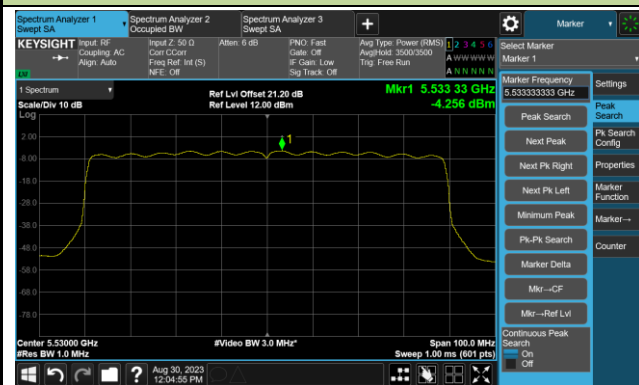 Spectrum Analyzer 1
Swept SA
Spectrum Analyzer 2
Occupied BW
Spectrum Analyzer 3
Swept SA
+
Marker
KEYSIGHT
Input: RF
Coupling: AC
Align: Auto
Input Z: 50 Ω
Corr CCorr
Freq Ref: Int (S)
NFE: Off
Atten: 6 dB
PNO: Fast
Gate: Off
IF Gain: Low
Sig Track: Off
Avg Type: Power (RMS)
Avg|Hold: 3500/3500
Trig: Free Run
1 2 3 4 5 6
A W W W W W
A N N N N N
Select Marker
Marker 1
1 Spectrum
Scale/Div 10 dB
Log
Ref Lvl Offset 21.20 dB
Ref Level 12.00 dBm
Mkr1 5.533 33 GHz
-4.256 dBm
1
2.00
-8.00
-18.0
-28.0
-38.0
-48.0
-58.0
-68.0
-78.0
Center 5.53000 GHz
#Res BW 1.0 MHz
#Video BW 3.0 MHz*
Span 100.0 MHz
Sweep 1.00 ms (601 pts)
Marker Frequency
5.533333333 GHz
Peak Search
Next Peak
Next Pk Right
Next Pk Left
Minimum Peak
Pk-Pk Search
Marker Delta
Mkr→CF
Mkr→Ref Lvl
Continuous Peak
Search
On
Off
Settings
Peak
Search
Pk Search
Config
Properties
Marker
Function
Marker→
Counter
?
Aug 30, 2023
12:04:55 PM